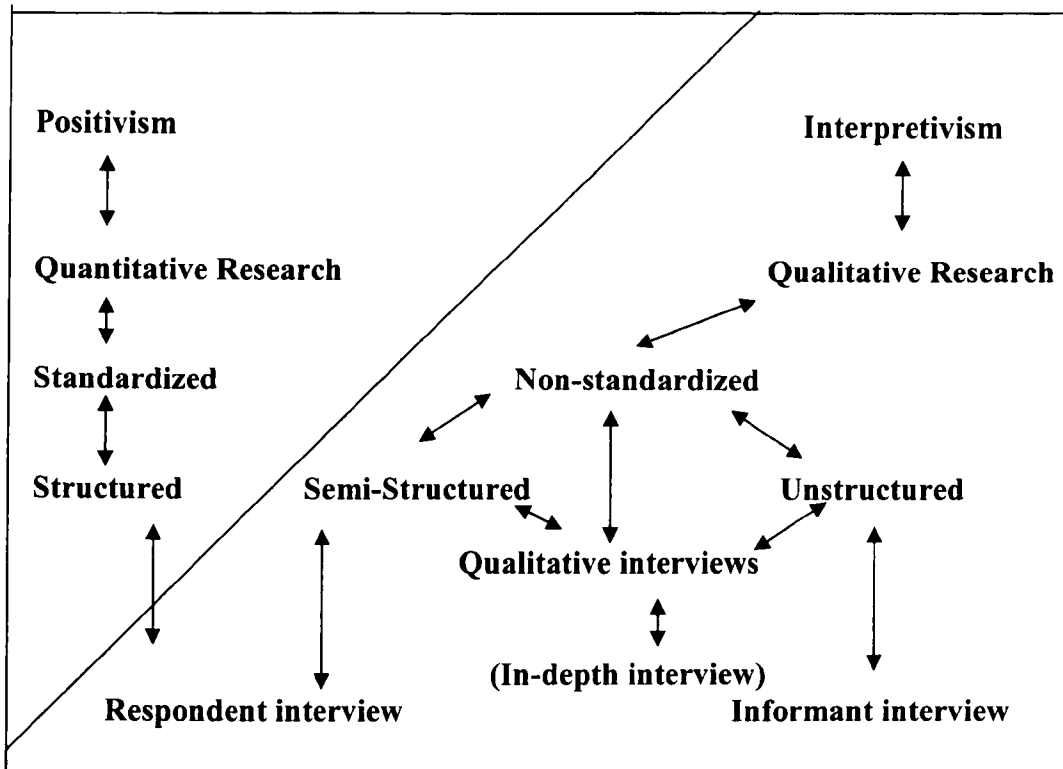 Positivism
Interpretivism
Quantitative Research
Qualitative Research
Standardized
Non-standardized
Structured
Semi-Structured
Unstructured
Qualitative interviews
(In-depth interview)
Respondent interview
Informant interview